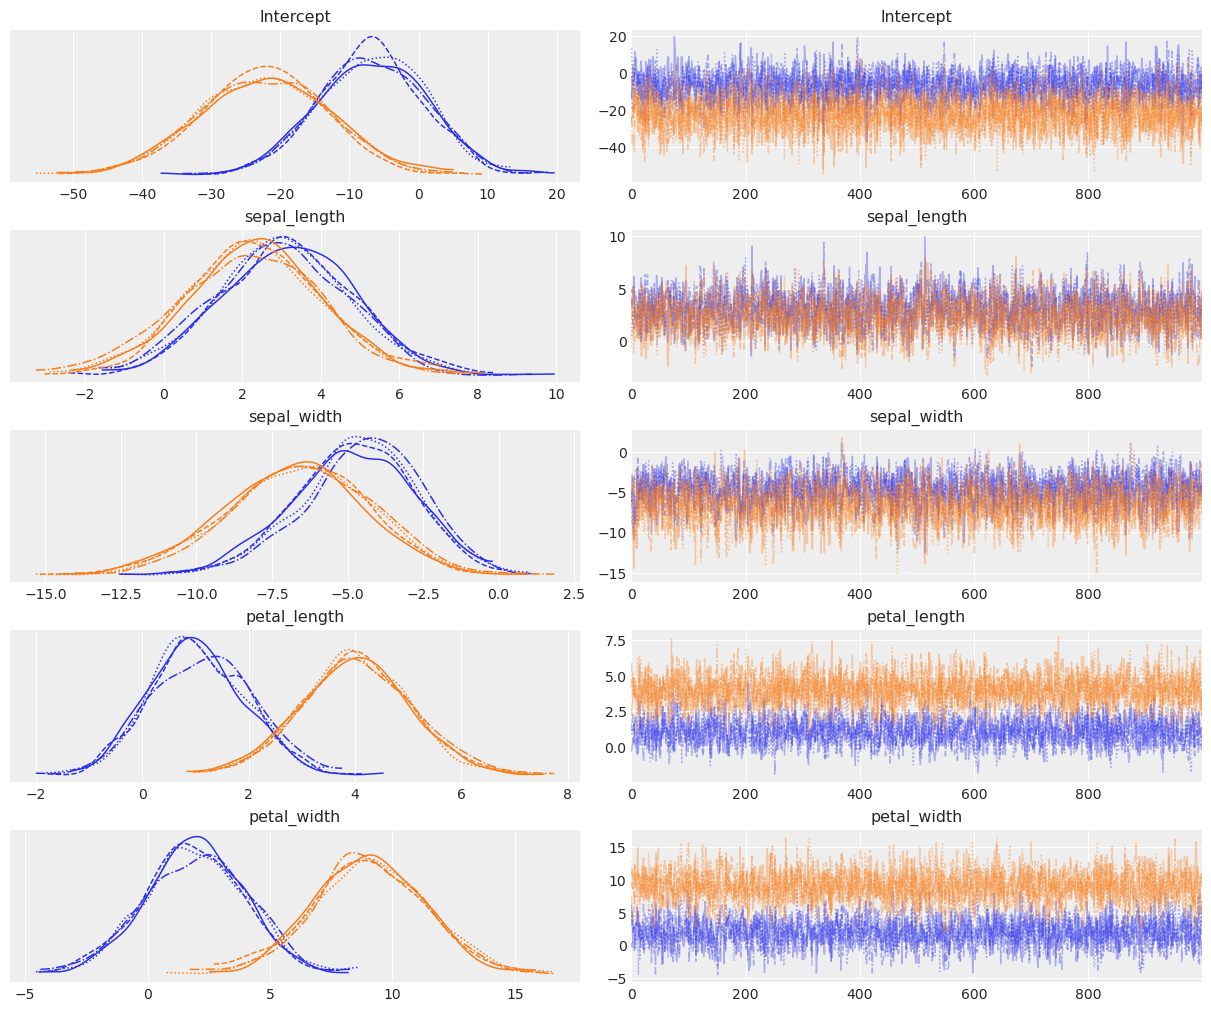 Intercept Intercept
20
0
−20
−40
−50 −40 −30 −20 −10 0 10 20 0 200 400 600 800
sepal_length sepal_length
10
5
0
−2 0 2 4 6 8 10 0 200 400 600 800
sepal_width sepal_width
0
−5
−10
−15
−15.0 −12.5 −10.0 −7.5 −5.0 −2.5 0.0 2.5 0 200 400 600 800
petal_length petal_length
7.5
5.0
2.5
0.0
−2 0 2 4 6 8 0 200 400 600 800
petal_width petal_width
15
10
5
0
−5
−5 0 5 10 15 0 200 400 600 800